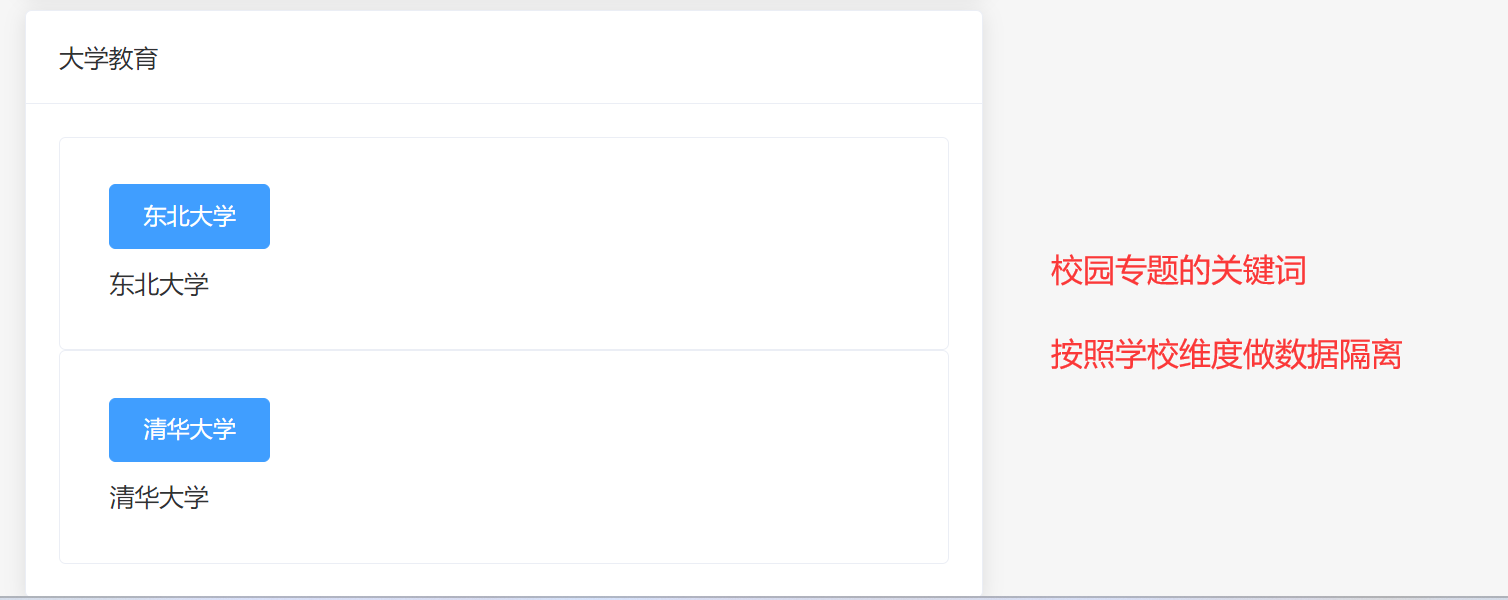 大学教育
东北大学
东北大学
清华大学
清华大学
校园专题的关键词
按照学校维度做数据隔离